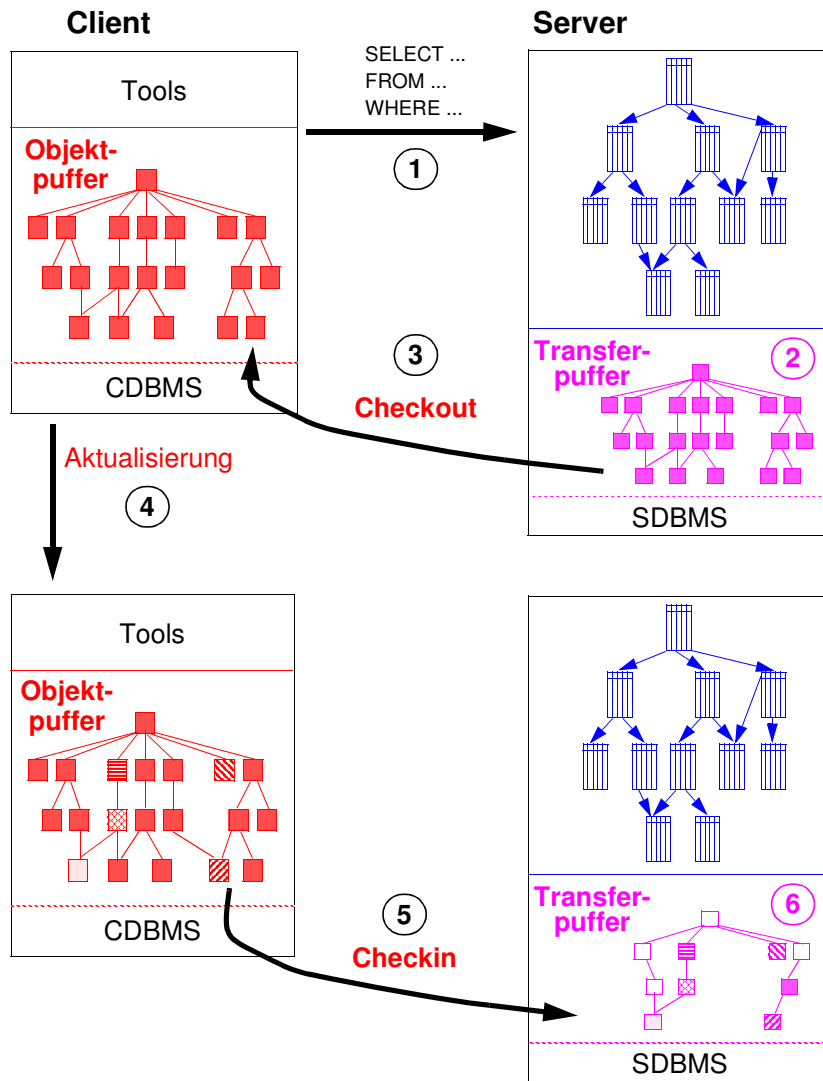 Client
Server
SELECT ...
FROM ...
WHERE ...
Tools
1
Objekt-
puffer
3
Checkout
Transfer-
puffer
2
CDBMS
SDBMS
Aktualisierung
4
Tools
Objekt-
puffer
CDBMS
5
Checkin
Transfer-
puffer
6
SDBMS